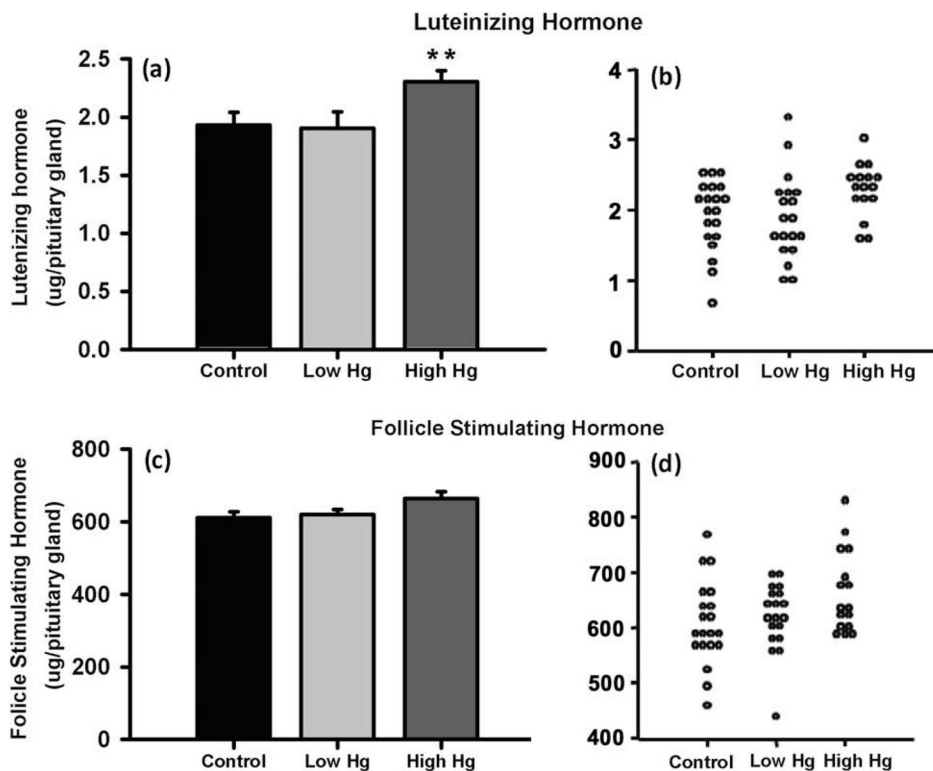 Luteinizing Hormone
(a)
**
Lutenizing hormone
(ug/pituitary gland)
2.5
2.0
1.5
1.0
0.5
0.0
Control Low Hg High Hg
(b)
4
3
2
1
0
Control Low Hg High Hg
Follicle Stimulating Hormone
(c)
Follicle Stimulating Hormone
(ug/pituitary gland)
800
600
400
200
0
Control Low Hg High Hg
(d)
900
800
700
600
500
400
Control Low Hg High Hg